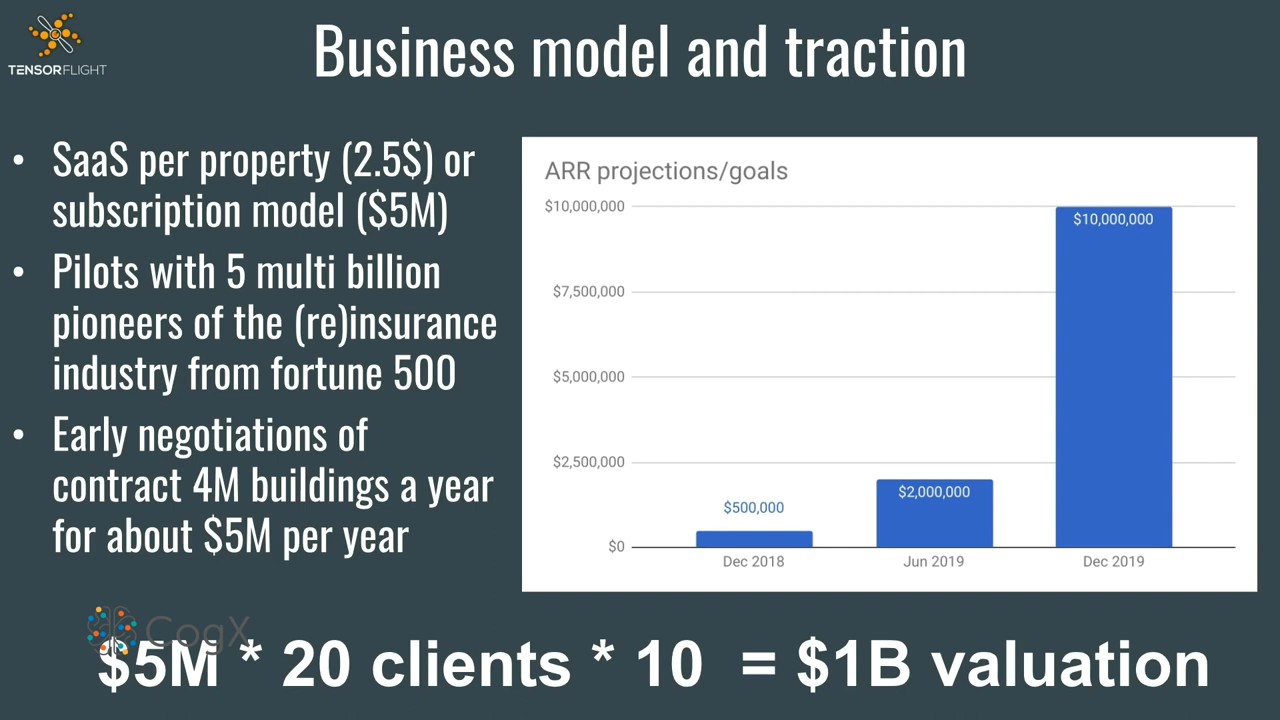 TENSORFLIGHT
Business model and traction
• SaaS per property (2.5$) or
subscription model ($5M)
• Pilots with 5 multi billion
pioneers of the (re)insurance
industry from fortune 500
• Early negotiations of
contract 4M buildings a year
for about $5M per year
ARR projections/goals
$10,000,000
$7,500,000
$5,000,000
$2,500,000
$0
$500,000
$2,000,000
$10,000,000
Dec 2018
Jun 2019
Dec 2019
CogX
$5M * 20 clients * 10 = $1B valuation